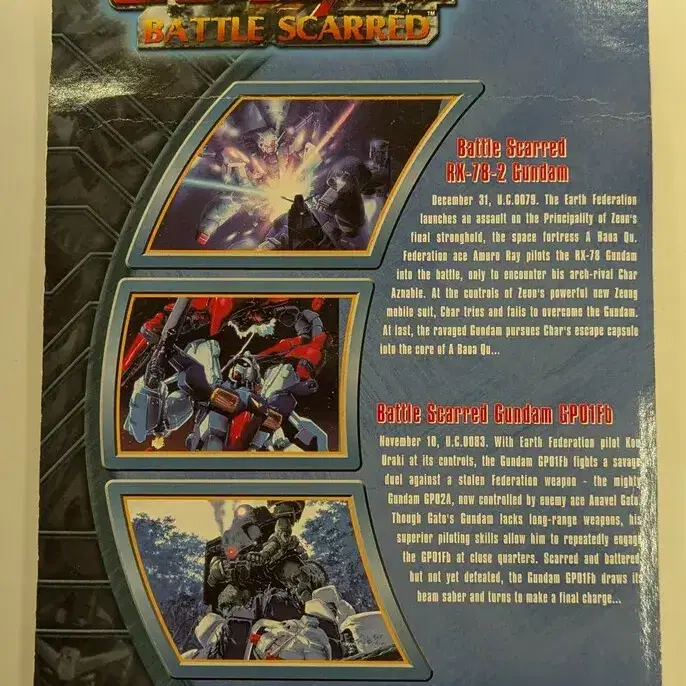 BATTLE SCARRED™
Battle Scarred
RX-78-2 Gundam
December 31, U.C.0079. The Earth Federation
launches an assault on the Principality of Zeon's
final stronghold, the space fortress A Baoa Qu.
Federation ace Amuro Ray pilots the RX-78 Gundam
into the battle, only to encounter his arch-rival Char
Aznable. At the controls of Zeon's powerful new Zeong
mobile suit, Char tries and fails to overcome the Gundam.
At last, the ravaged Gundam pursues Char's escape capsule
into the core of A Baoa Qu...
Battle Scarred Gundam GP01Fb
November 10, U.C.0083. With Earth Federation pilot Kou
Uraki at its controls, the Gundam GP01Fb fights a savage
duel against a stolen Federation weapon - the mighty
Gundam GP02A, now controlled by enemy ace Anavel Gato.
Though Gato's Gundam lacks long-range weapons, his
superior piloting skills allow him to repeatedly engage
the GP01Fb at close quarters. Scarred and battered,
but not yet defeated, the Gundam GP01Fb draws its
beam saber and turns to make a final charge...